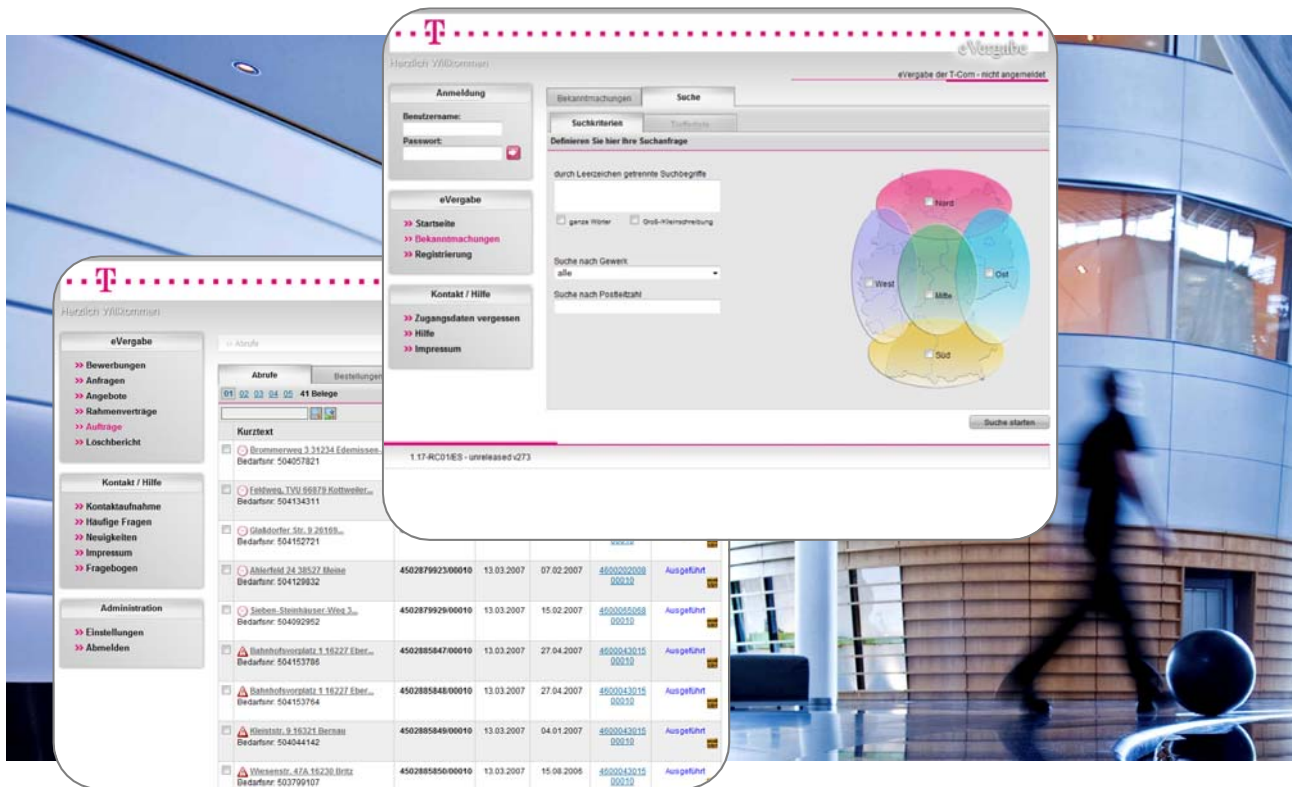 T
eVergabe
Herzlich Willkommen
eVergabe der T-Com - nicht angemeldet
Anmeldung
Benutzername:
Passwort:
eVergabe
>> Startseite
>> Bekanntmachungen
>> Registrierung
Kontakt / Hilfe
>> Zugangsdaten vergessen
>> Hilfe
>> Impressum
Bekanntmachungen Suche
Suchkriterien Trefferliste
Definieren Sie hier Ihre Suchanfrage
durch Leerzeichen getrennte Suchbegriffe
ganze Wörter Groß-/Kleinschreibung
Suche nach Gewerk
alle
Suche nach Postleitzahl
Nord
West
Mitte
Ost
Süd
Suche starten
1.17-RC01/ES - unreleased v273
T
Herzlich Willkommen
eVergabe
>> Bewerbungen
>> Anfragen
>> Angebote
>> Rahmenverträge
>> Aufträge
>> Löschbericht
Kontakt / Hilfe
>> Kontaktaufnahme
>> Häufige Fragen
>> Neuigkeiten
>> Impressum
>> Fragebogen
Administration
>> Einstellungen
>> Abmelden
>> Abrufe
Abrufe Bestellungen
01 02 03 04 05 41 Belege
Kurztext
Brommerweg 3 31234 Edemissen...
Bedarfsnr: 504057821
Feldweg, TVU 66879 Kottweiler...
Bedarfsnr: 504134311
Glaßdorfer Str. 9 26169...
Bedarfsnr: 504152721
00010
Ahlerfeld 24 38527 Meine 4502879923/00010 13.03.2007 07.02.2007 4600202008 Ausgeführt
Bedarfsnr: 504129832 00010
Sieben-Steinhäuser-Weg 3... 4502879929/00010 13.03.2007 15.02.2007 4600065068 Ausgeführt
Bedarfsnr: 504092952 00010
Bahnhofsvorplatz 1 16227 Eber... 4502885847/00010 13.03.2007 27.04.2007 4600043015 Ausgeführt
Bedarfsnr: 504153786 00010
Bahnhofsvorplatz 1 16227 Eber... 4502885848/00010 13.03.2007 27.04.2007 4600043015 Ausgeführt
Bedarfsnr: 504153764 00010
Kleiststr. 9 16321 Bernau 4502885849/00010 13.03.2007 04.01.2007 4600043015 Ausgeführt
Bedarfsnr: 504044142 00010
Wiesenstr. 47A 16230 Britz 4502885850/00010 13.03.2007 15.08.2006 4600043015 Ausgeführt
Bedarfsnr: 503799107 00010